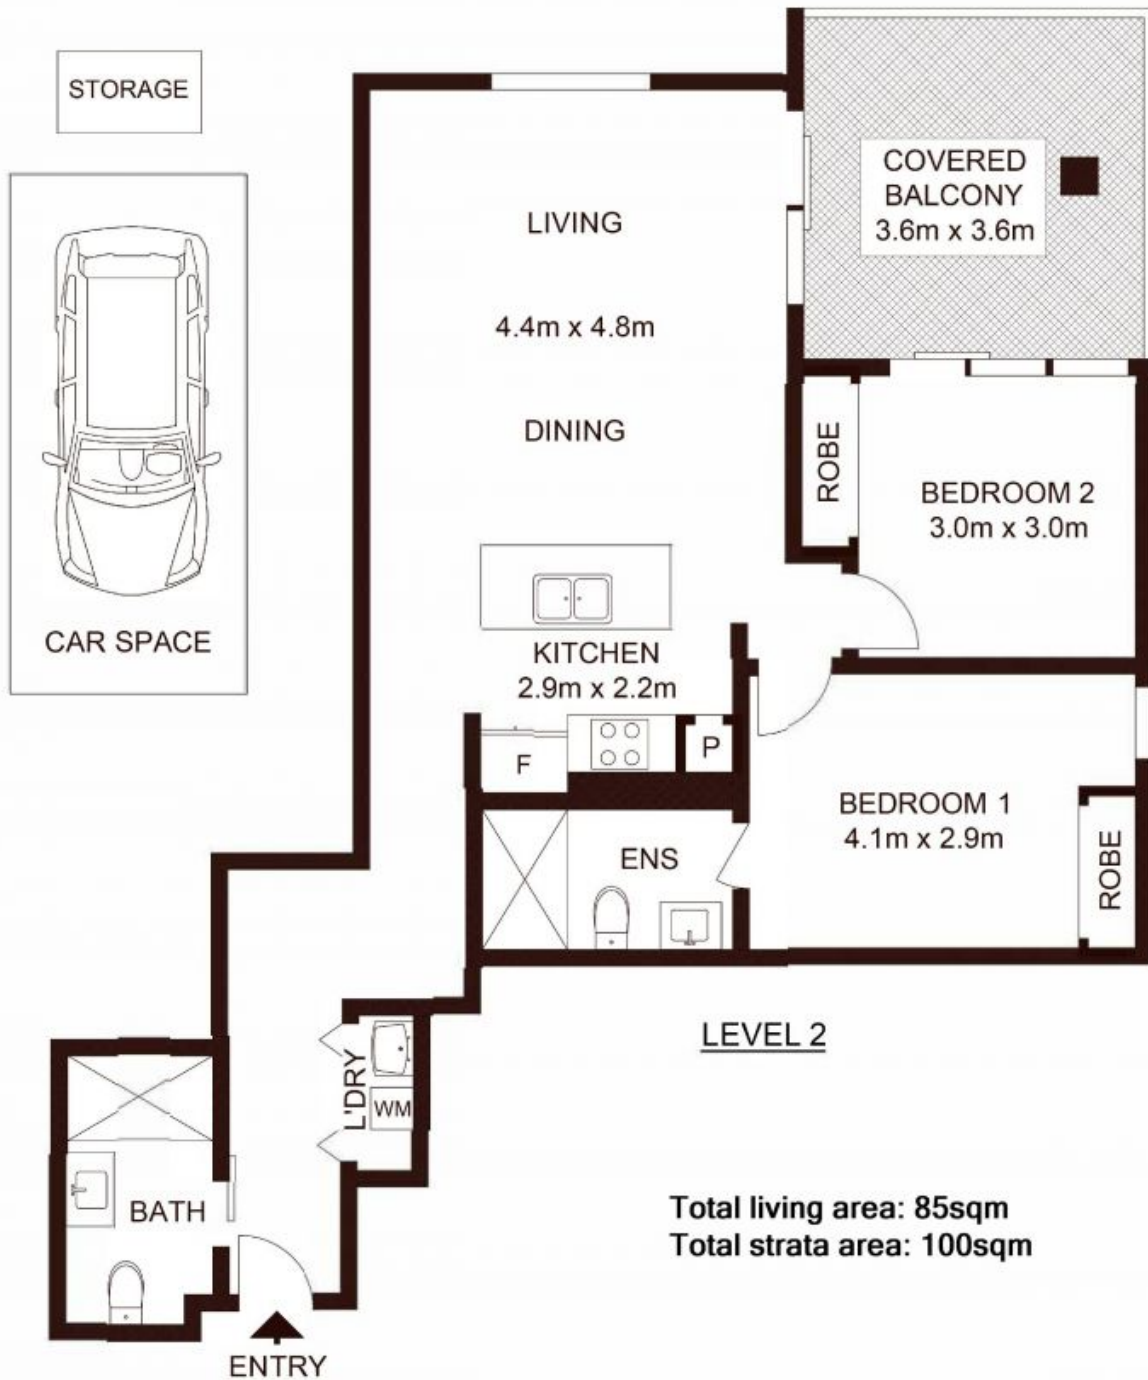 STORAGE
CAR SPACE
LIVING
4.4m x 4.8m
DINING
COVERED
BALCONY
3.6m x 3.6m
ROBE
BEDROOM 2
3.0m x 3.0m
KITCHEN
2.9m x 2.2m
F
P
BEDROOM 1
4.1m x 2.9m
ROBE
ENS
LEVEL 2
L'DRY
WM
BATH
ENTRY
Total living area: 85sqm
Total strata area: 100sqm